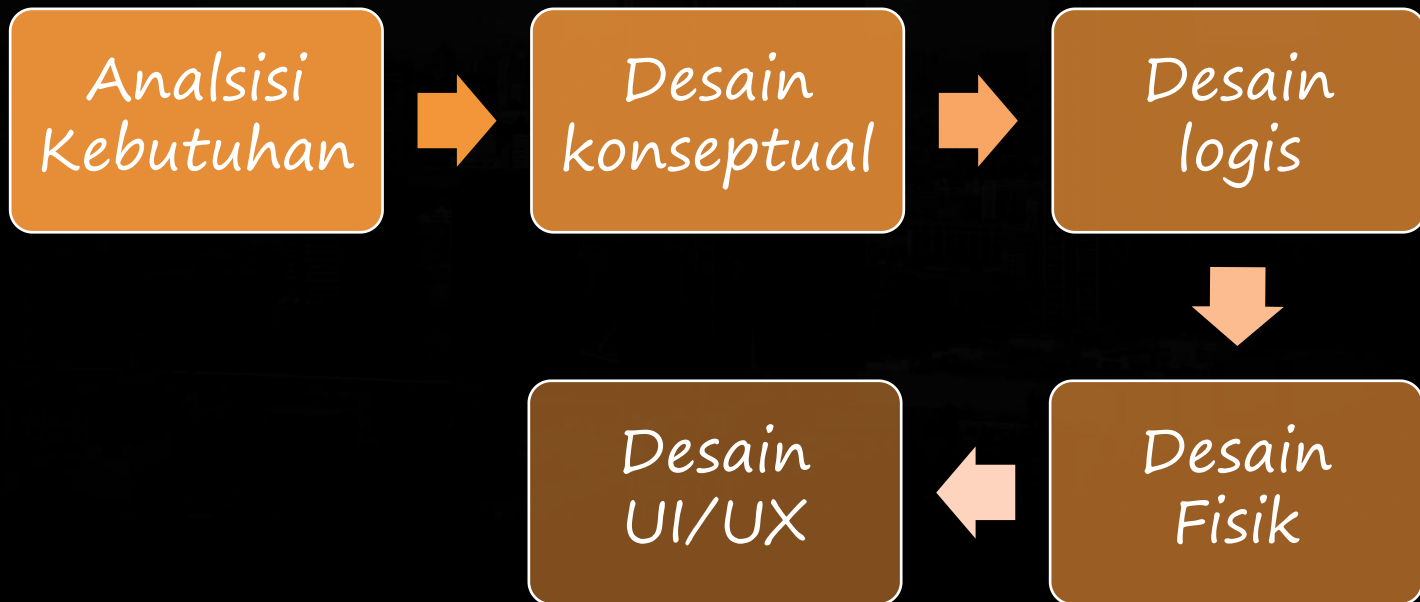 Analsisi
Kebutuhan
Desain
konseptual
Desain
logis
Desain
Fisik
Desain
UI/UX